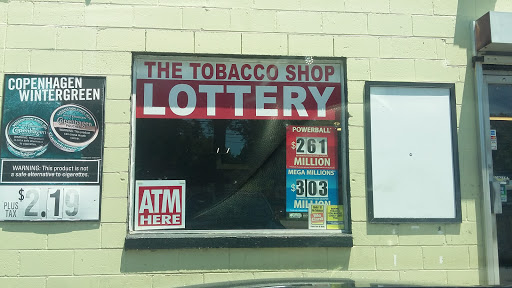 COPENHAGEN
WINTERGREEN
Copenhagen
Copenhagen
WARNING: This product is not
a safe alternative to cigarettes.
PLUS
TAX
$2.19
THE TOBACCO SHOP
LOTTERY
POWERBALL
$261
MILLION
MEGA MILLIONS
$303
MILLION
ATM
HERE